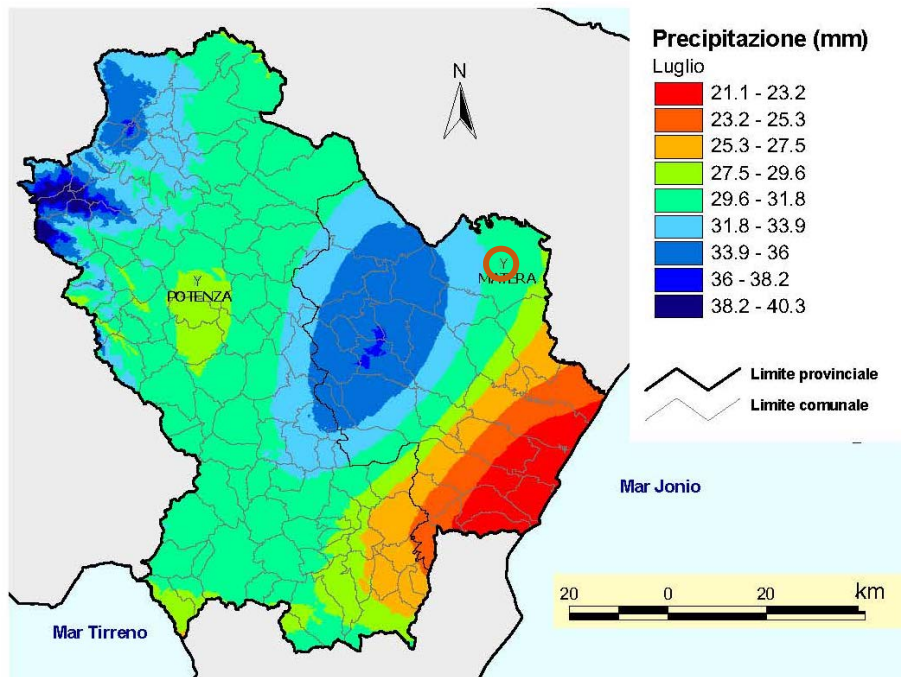 Precipitazione (mm)
Luglio
21.1 - 23.2
23.2 - 25.3
25.3 - 27.5
27.5 - 29.6
29.6 - 31.8
31.8 - 33.9
33.9 - 36
36 - 38.2
38.2 - 40.3
Limite provinciale
Limite comunale
N
Y
MATERA
Y
POTENZA
Mar Jonio
Mar Tirreno
20 0 20 km